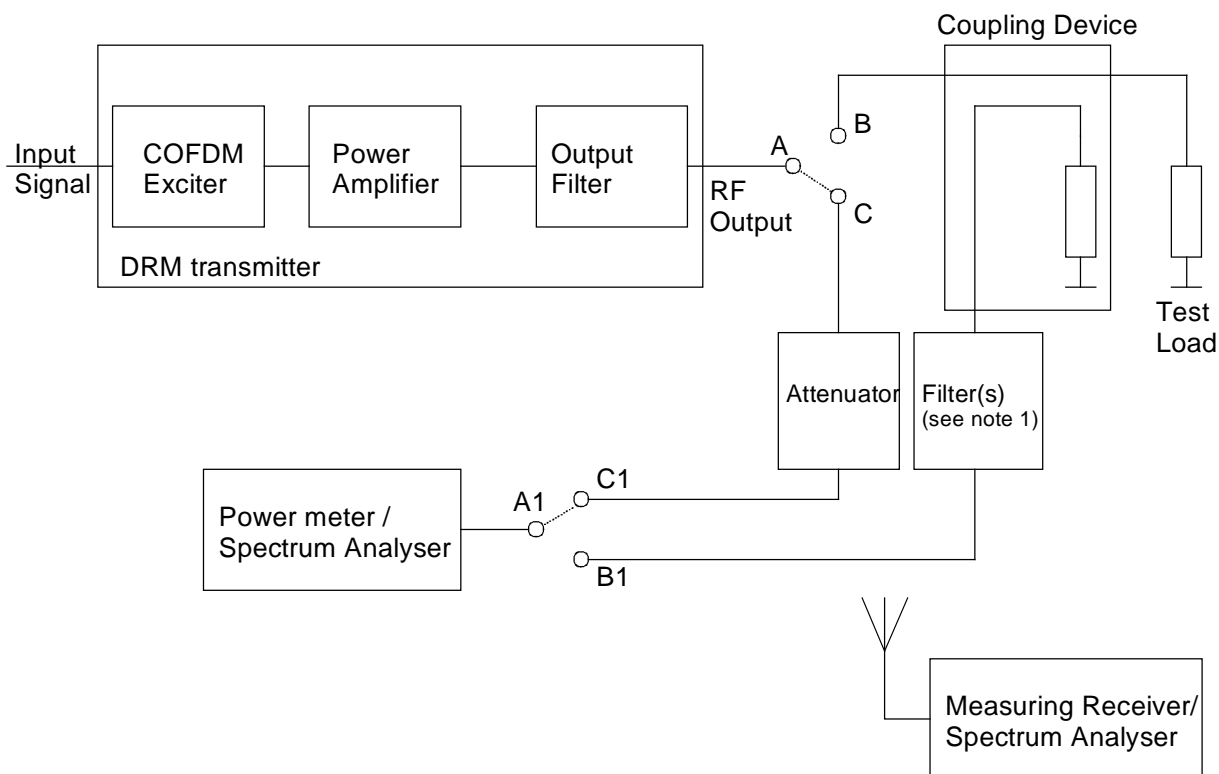 Coupling Device
Input
Signal
COFDM
Exciter
Power
Amplifier
Output
Filter
RF
Output
DRM transmitter
A
B
C
Test
Load
Attenuator
Filter(s)
(see note 1)
Power meter /
Spectrum Analyser
A1
C1
B1
Measuring Receiver/
Spectrum Analyser